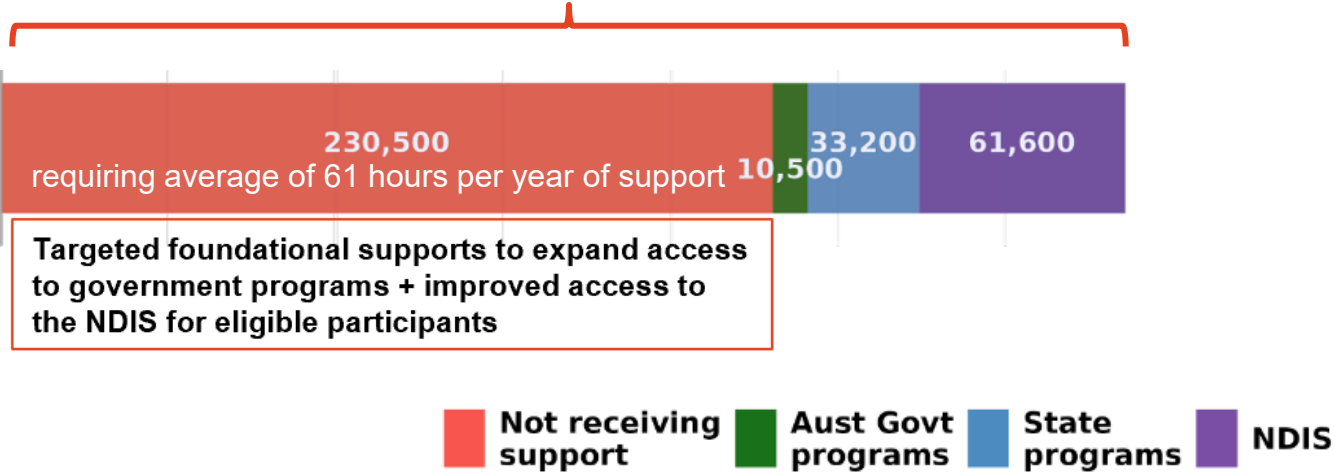 230,500
33,200
61,600
10,500
requiring average of 61 hours per year of support
Targeted foundational supports to expand access
to government programs + improved access to
the NDIS for eligible participants
Not receiving
support
Aust Govt
programs
State
programs
NDIS